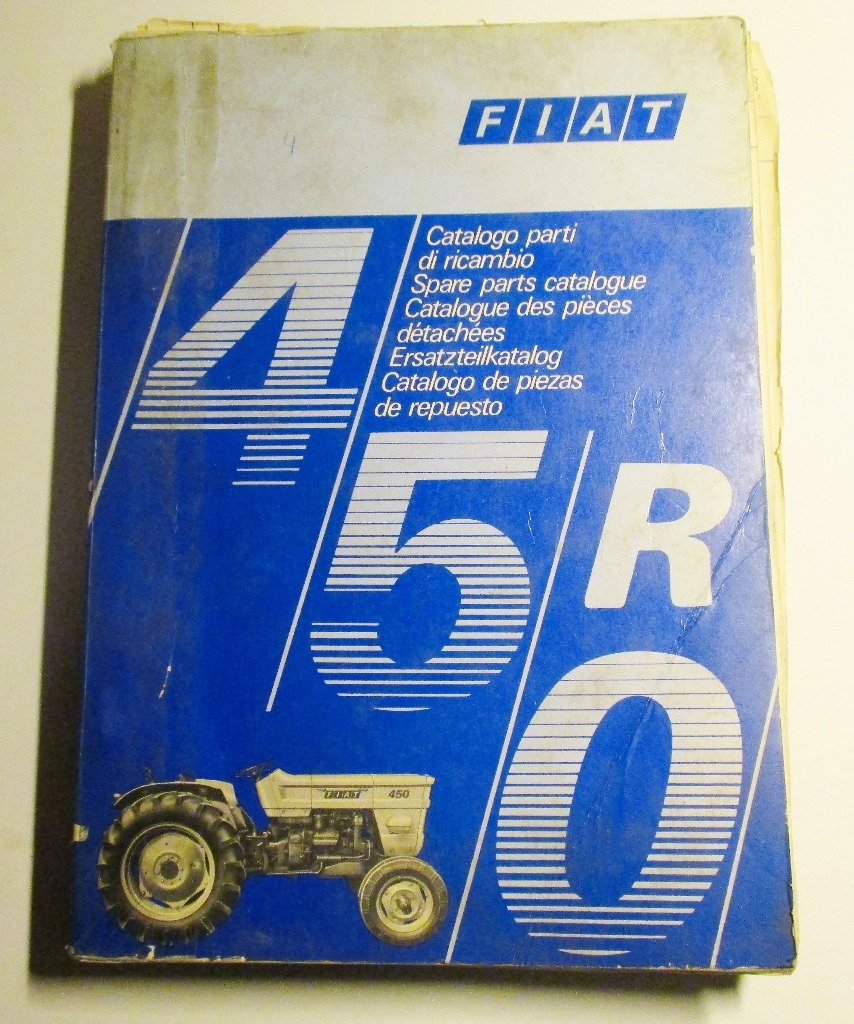 FIAT
Catalogo parti
di ricambio
Spare parts catalogue
Catalogue des pièces
détachées
Ersatzteilkatalog
Catalogo de piezas
de repuesto
4
5
R
0
FIAT 450